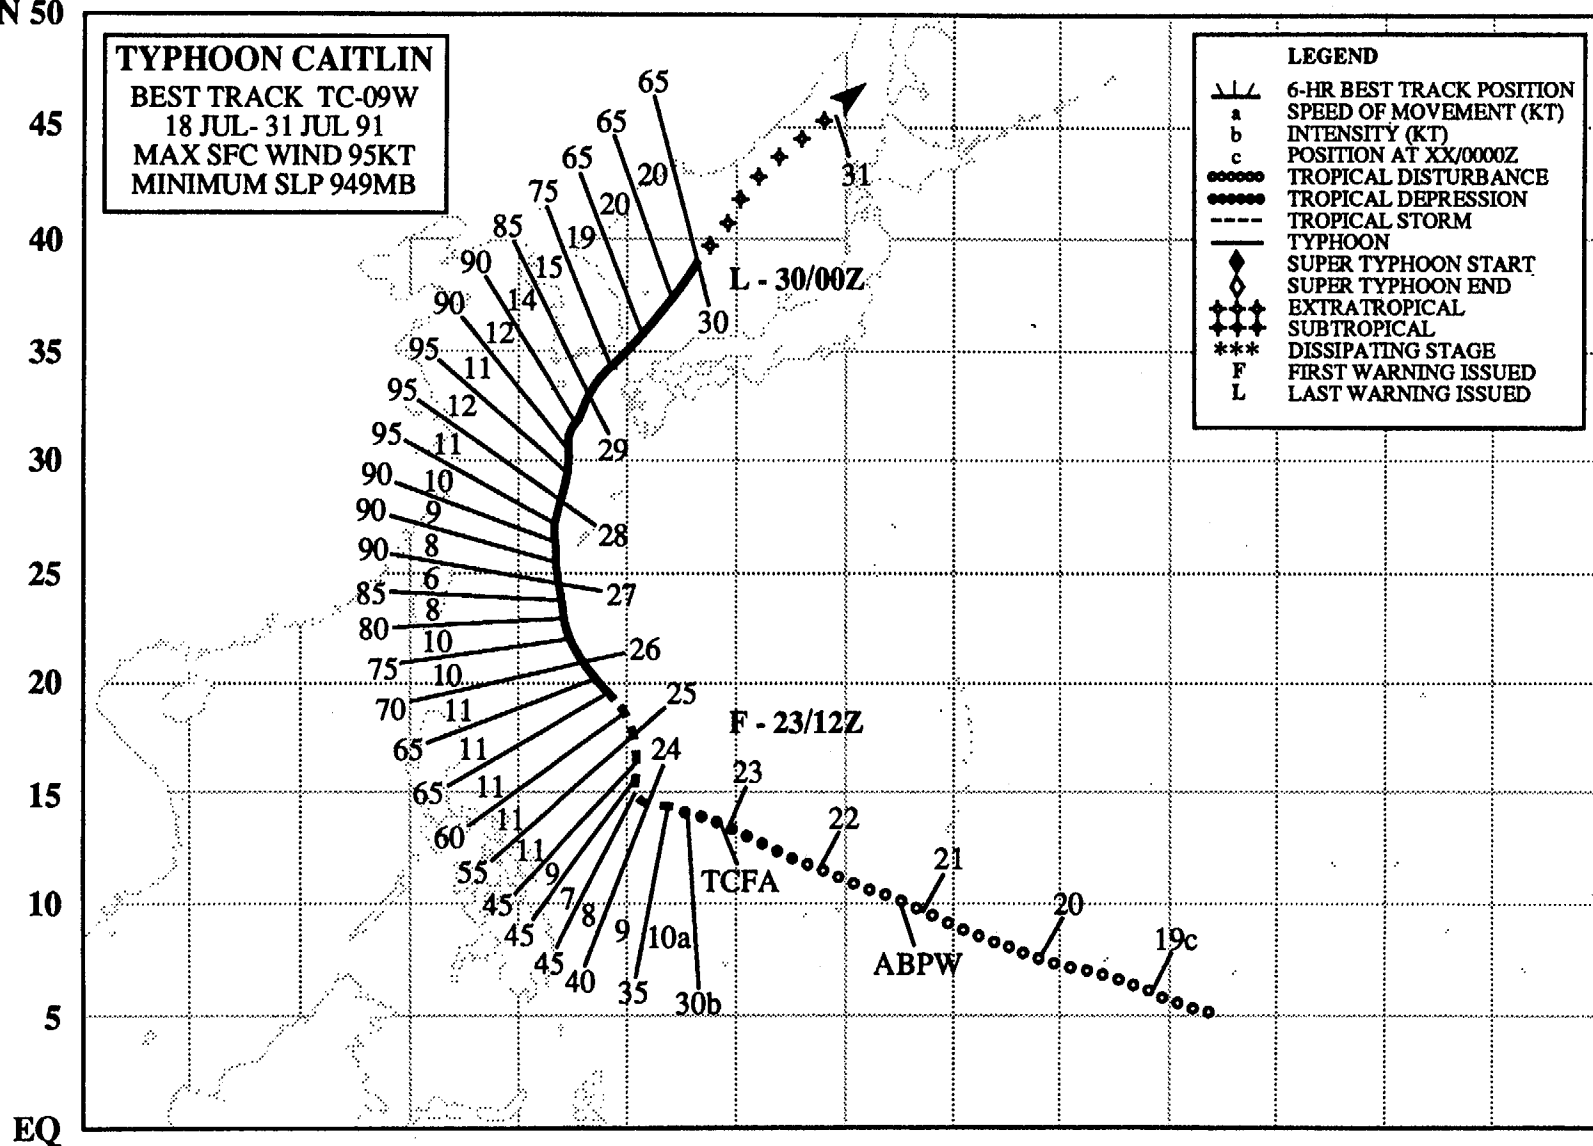 N 50
TYPHOON CAITLIN
BEST TRACK TC-09W
18 JUL- 31 JUL 91
MAX SFC WIND 95KT
MINIMUM SLP 949MB
LEGEND
6-HR BEST TRACK POSITION
a SPEED OF MOVEMENT (KT)
b INTENSITY (KT)
c POSITION AT XX/0000Z
TROPICAL DISTURBANCE
TROPICAL DEPRESSION
TROPICAL STORM
TYPHOON
SUPER TYPHOON START
SUPER TYPHOON END
EXTRATROPICAL
SUBTROPICAL
*** DISSIPATING STAGE
F FIRST WARNING ISSUED
L LAST WARNING ISSUED
45
40
35
30
25
20
15
10
5
EQ
65
65
65
75
85
90
90
95
95
95
90
90
90
85
80
75
70
65
65
60
55
45
45
45
40
35
30b
20
20
19
15
14
12
11
12
11
10
9
8
6
8
10
10
11
11
11
11
11
9
7
8
9
10a
31
L - 30/00Z
30
29
28
27
26
25
24
F - 23/12Z
23
22
21
20
19c
TCFA
ABPW